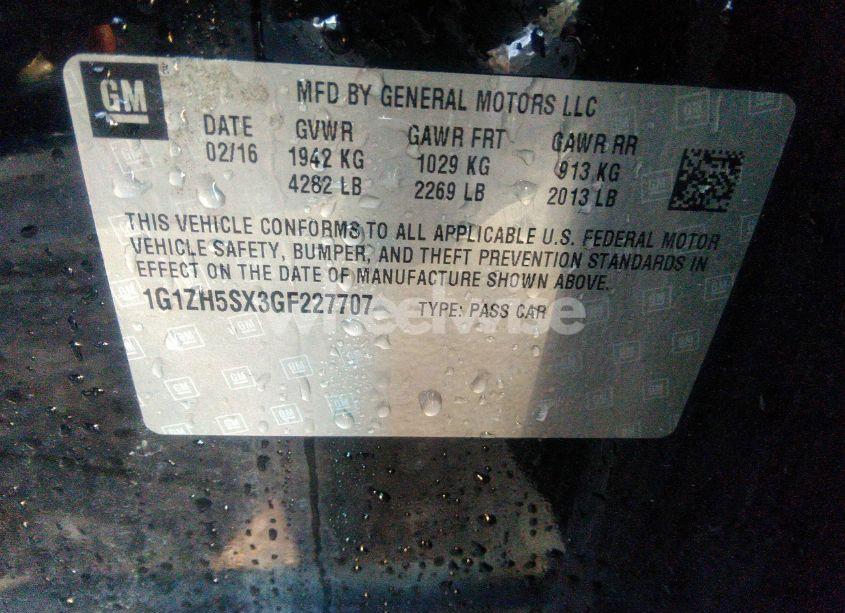 GM
MFD BY GENERAL MOTORS LLC
DATE GVWR GAWR FRT GAWR RR
02/16 1942 KG 1029 KG 913 KG
4282 LB 2269 LB 2013 LB
THIS VEHICLE CONFORMS TO ALL APPLICABLE U.S. FEDERAL MOTOR
VEHICLE SAFETY, BUMPER, AND THEFT PREVENTION STANDARDS IN
EFFECT ON THE DATE OF MANUFACTURE SHOWN ABOVE.
1G1ZH5SX3GF227707 TYPE: PASS CAR
wheelwise